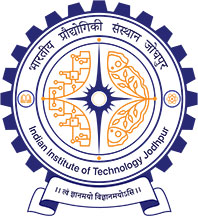 भारतीय प्रौद्योगिकी संस्थान जोधपुर
Indian Institute of Technology Jodhpur
॥ त्वं ज्ञानमयो विज्ञानमयोऽसि ॥